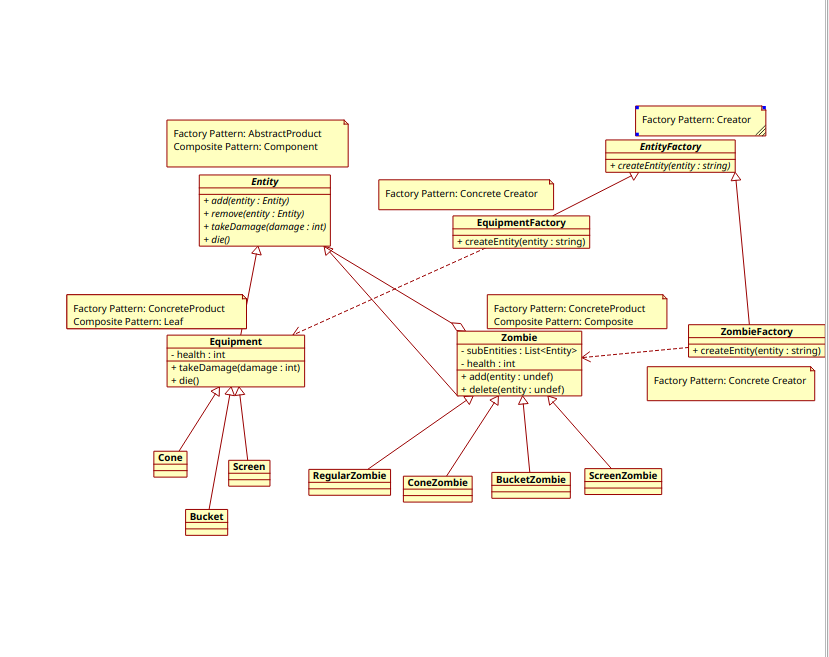 Factory Pattern: Creator
Factory Pattern: AbstractProduct
Composite Pattern: Component
EntityFactory
+ createEntity(entity : string)
Entity
+ add(entity : Entity)
+ remove(entity : Entity)
+ takeDamage(damage : int)
+ die()
Factory Pattern: Concrete Creator
EquipmentFactory
+ createEntity(entity : string)
Factory Pattern: ConcreteProduct
Composite Pattern: Leaf
Factory Pattern: ConcreteProduct
Composite Pattern: Composite
Equipment
- health : int
+ takeDamage(damage : int)
+ die()
Zombie
- subEntities : List<Entity>
- health : int
+ add(entity : undef)
+ delete(entity : undef)
ZombieFactory
+ createEntity(entity : string)
Factory Pattern: Concrete Creator
Cone
Screen
Bucket
RegularZombie
ConeZombie
BucketZombie
ScreenZombie